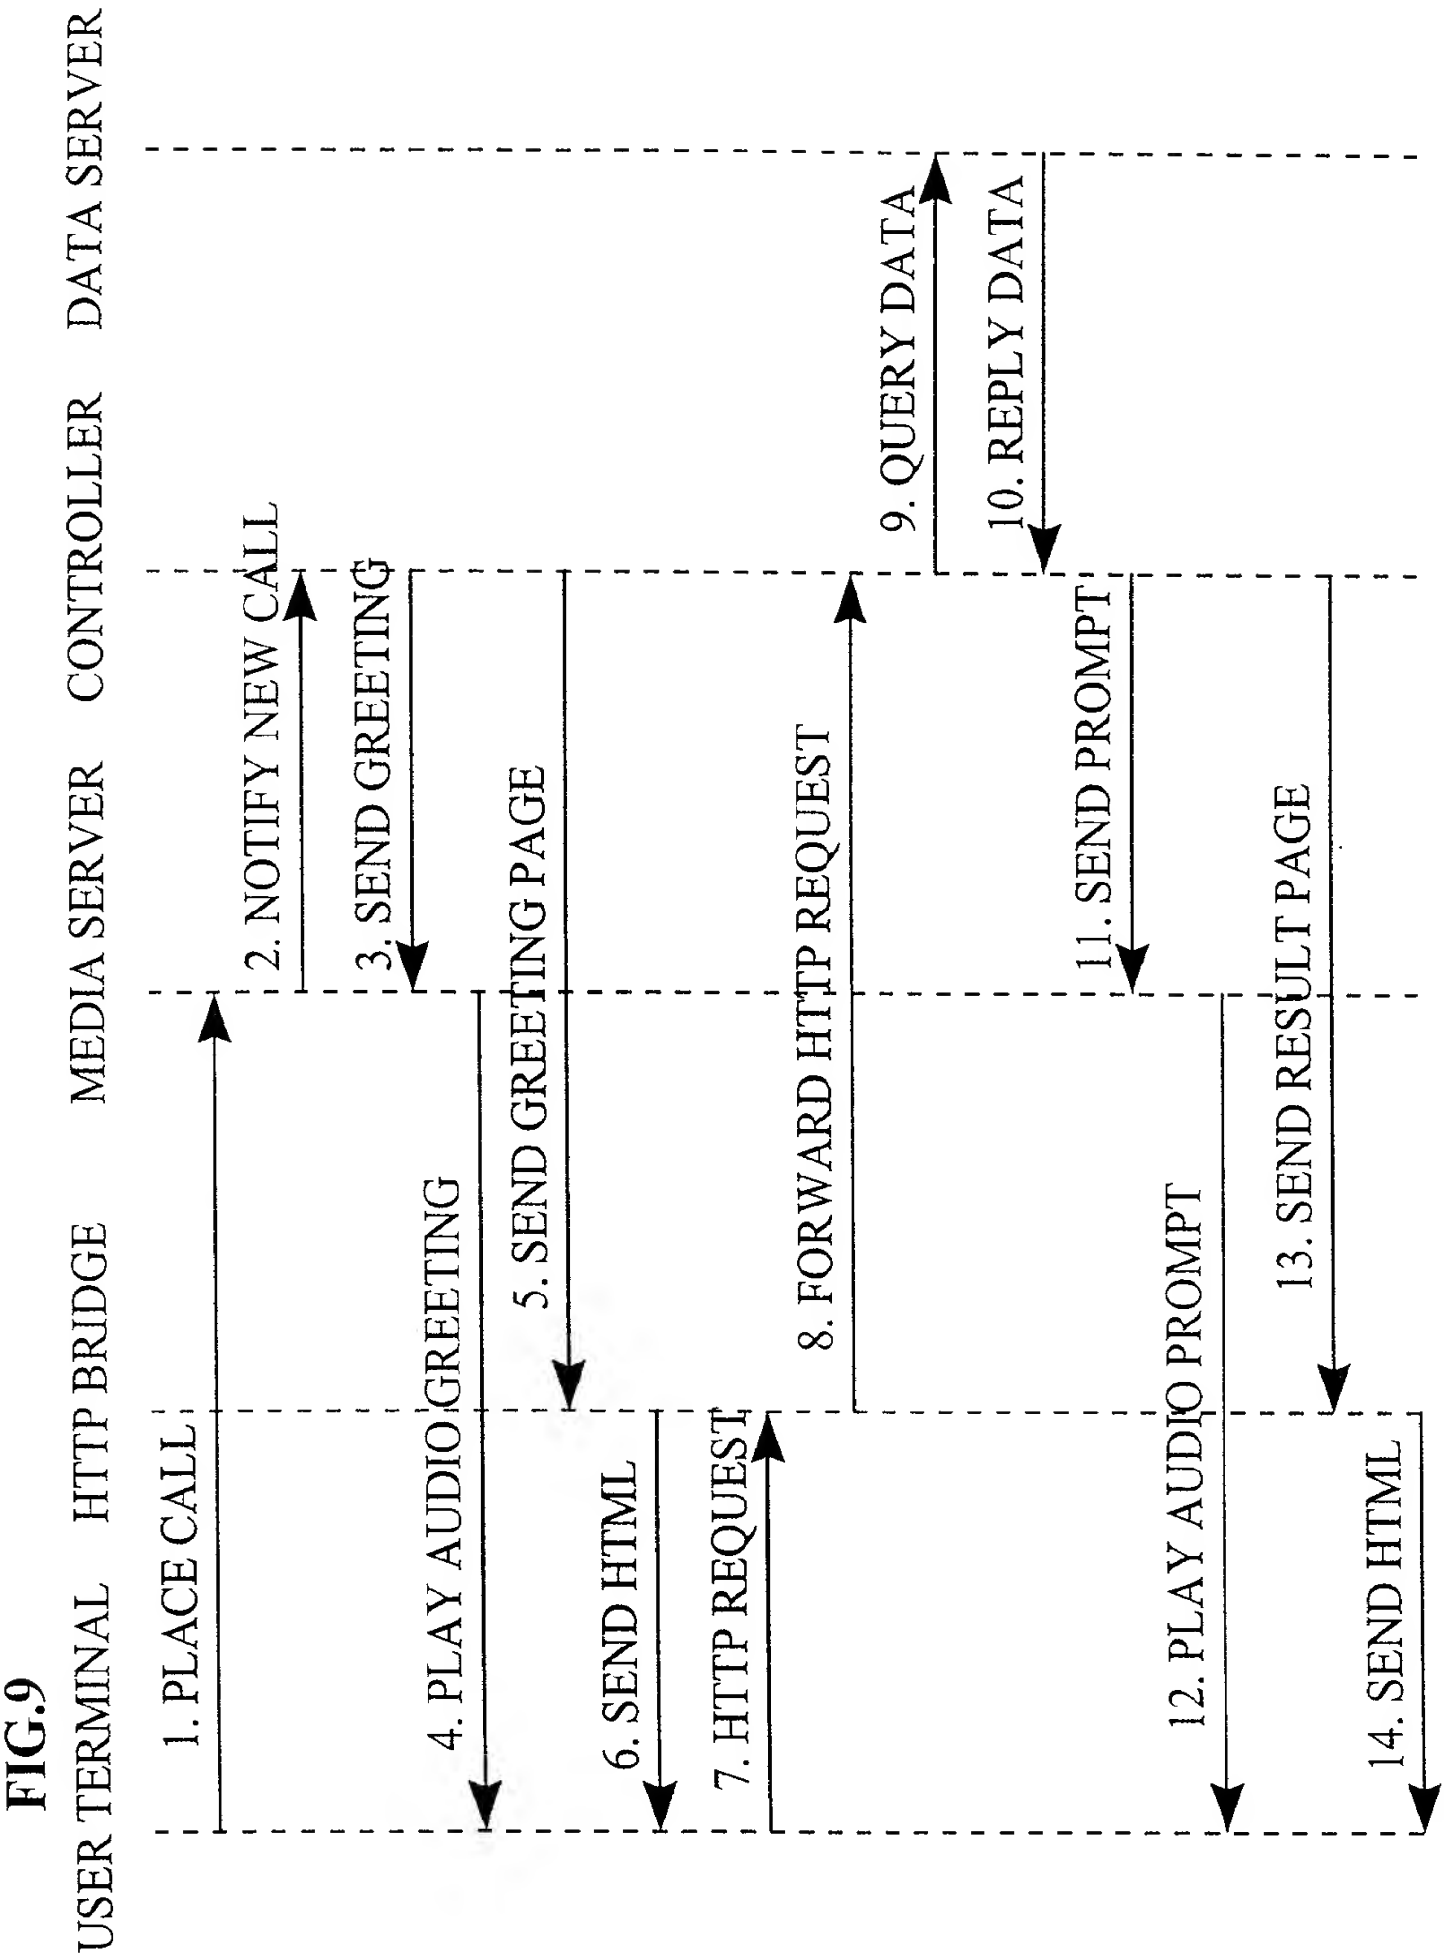 FIG.9
USER TERMINAL HTTP BRIDGE MEDIA SERVER CONTROLLER DATA SERVER
1. PLACE CALL
2. NOTIFY NEW CALL
3. SEND GREETING
4. PLAY AUDIO GREETING
5. SEND GREETING PAGE
6. SEND HTML
7. HTTP REQUEST
8. FORWARD HTTP REQUEST
9. QUERY DATA
10. REPLY DATA
11. SEND PROMPT
12. PLAY AUDIO PROMPT
13. SEND RESULT PAGE
14. SEND HTML